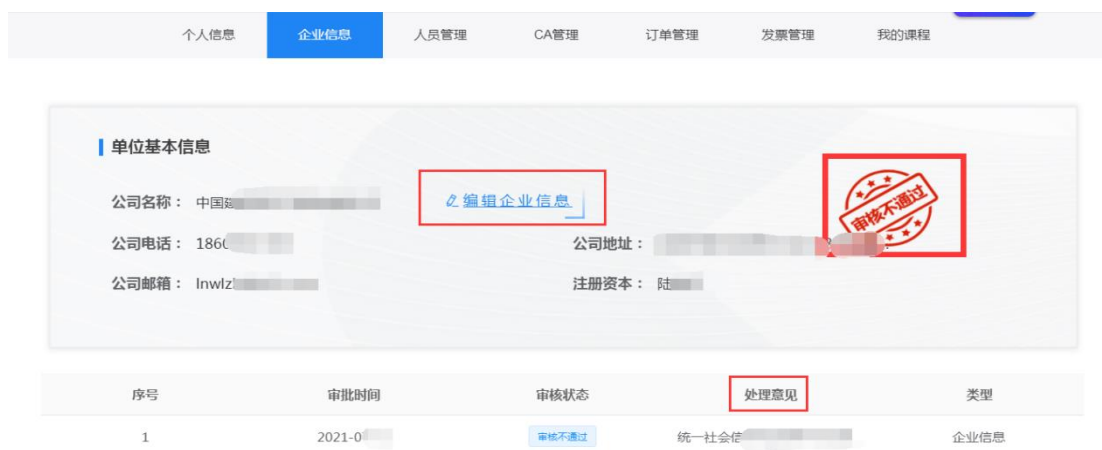 个人信息 企业信息 人员管理 CA管理 订单管理 发票管理 我的课程
单位基本信息
公司名称： 中国 编辑企业信息 审核不通过
公司电话： 186 公司地址：
公司邮箱： lnwlz 注册资本： 陆
序号 审批时间 审核状态 处理意见 类型
1 2021-0 审核不通过 统一社会信 企业信息